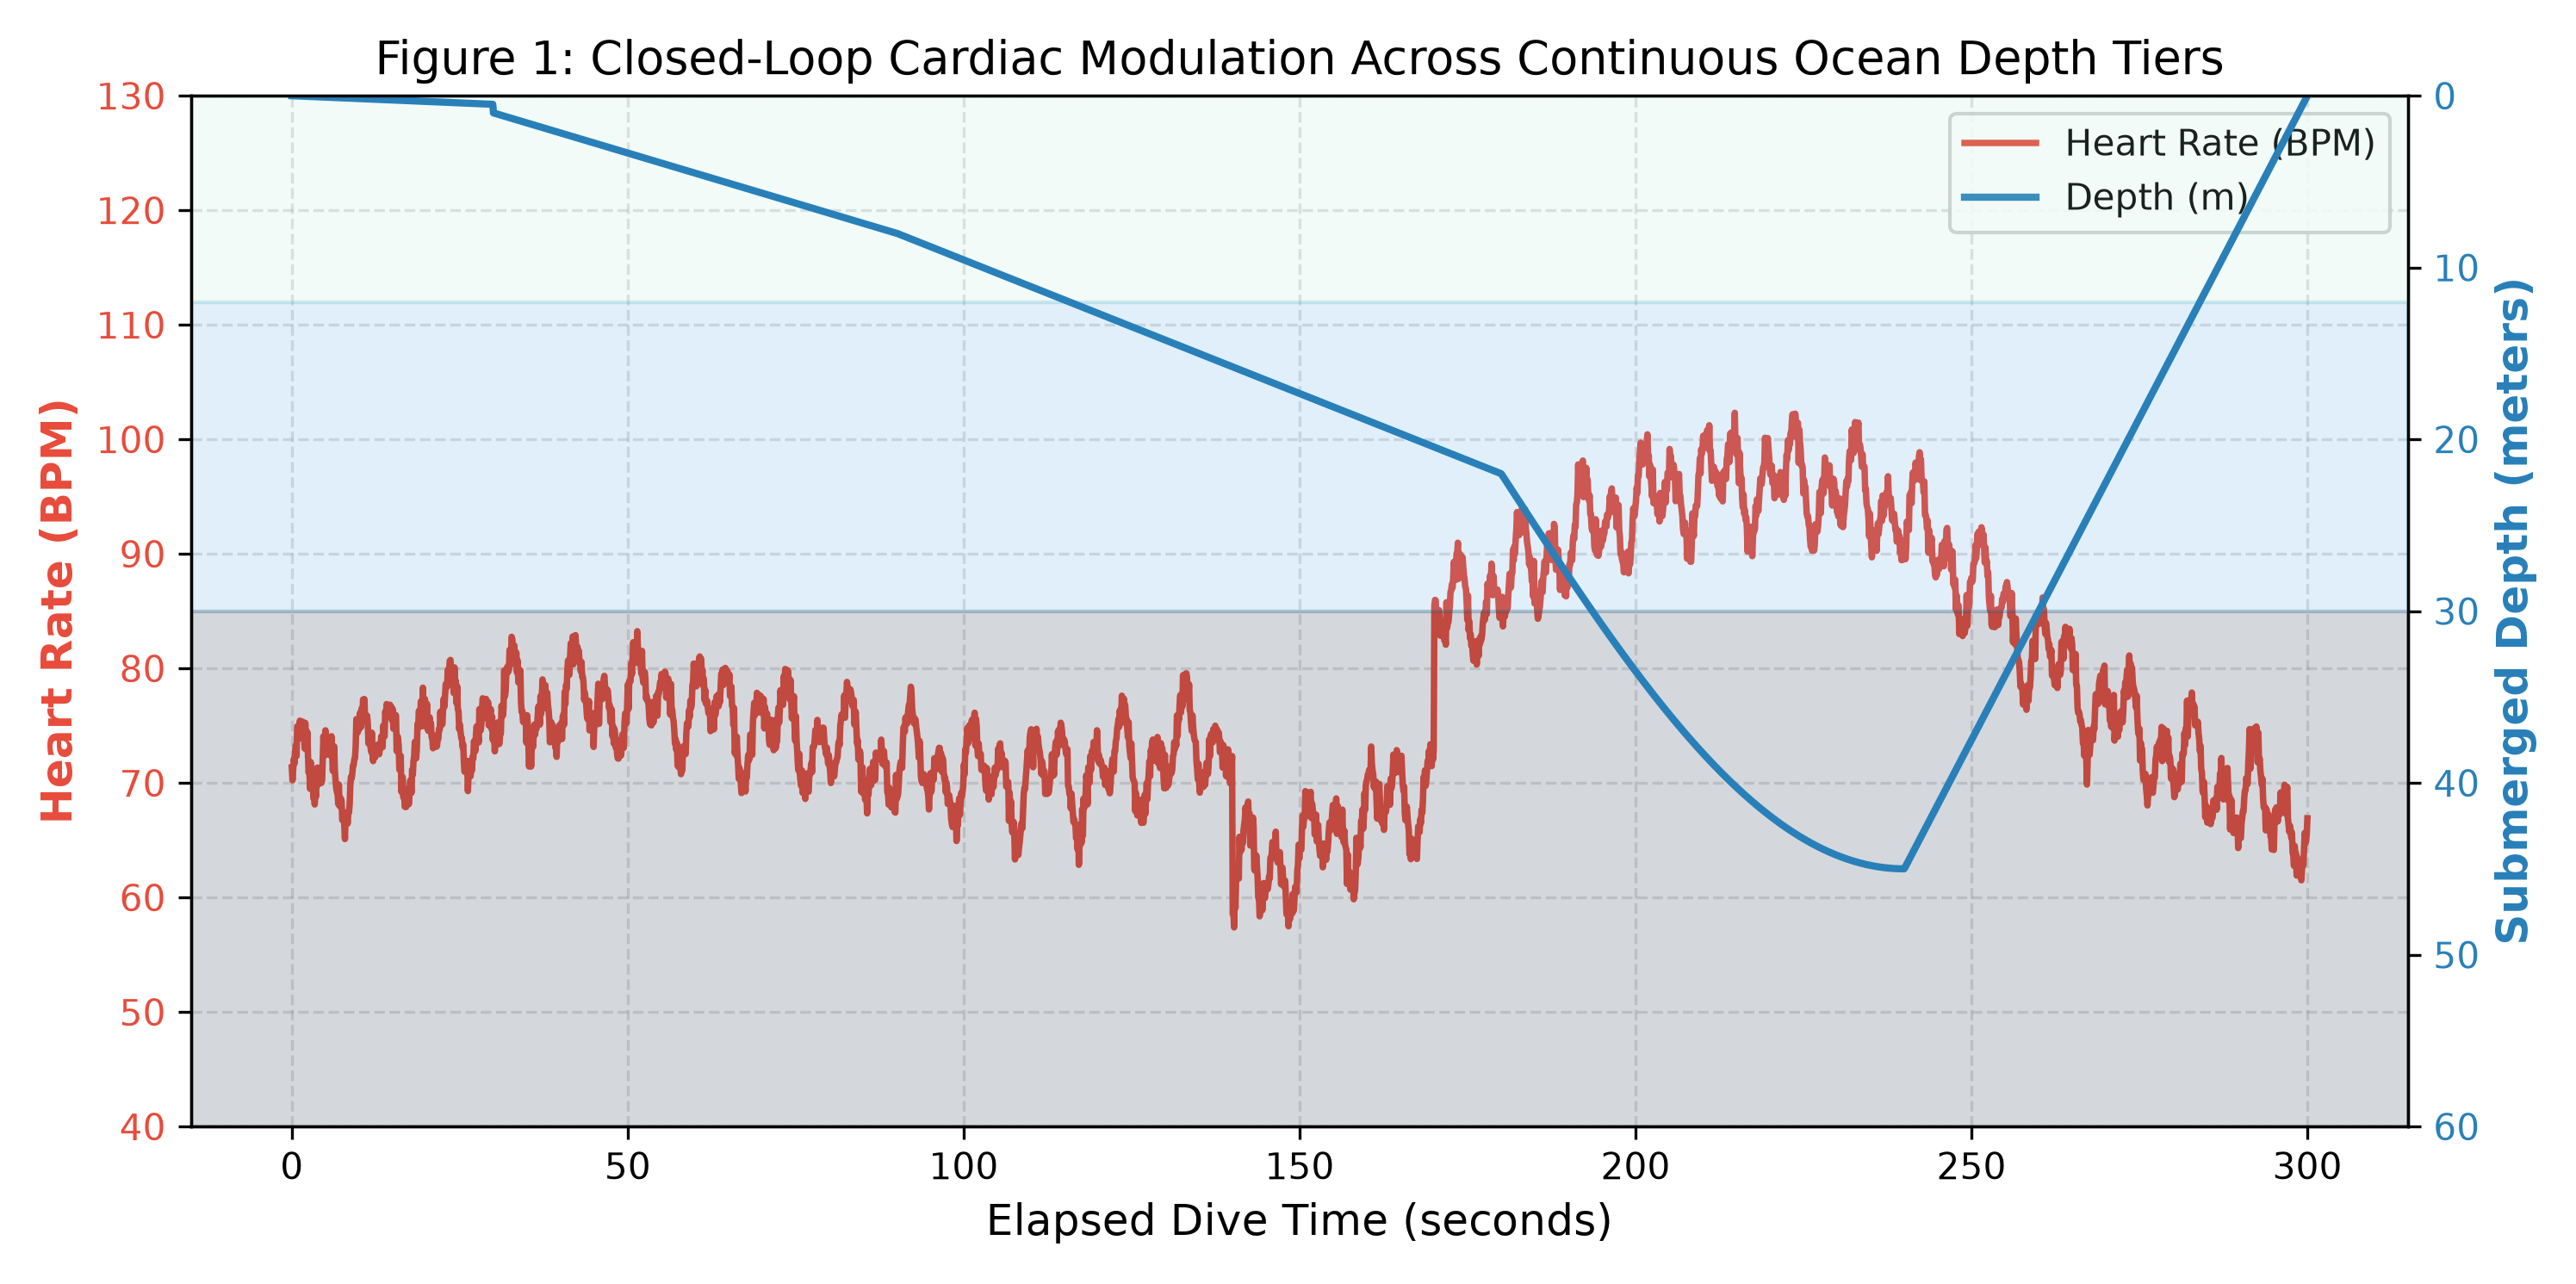 Figure 1: Closed-Loop Cardiac Modulation Across Continuous Ocean Depth Tiers
Heart Rate (BPM)
130
120
110
100
90
80
70
60
50
40
Heart Rate (BPM)
Depth (m)
0
10
20
30
40
50
60
Submerged Depth (meters)
0 50 100 150 200 250 300
Elapsed Dive Time (seconds)